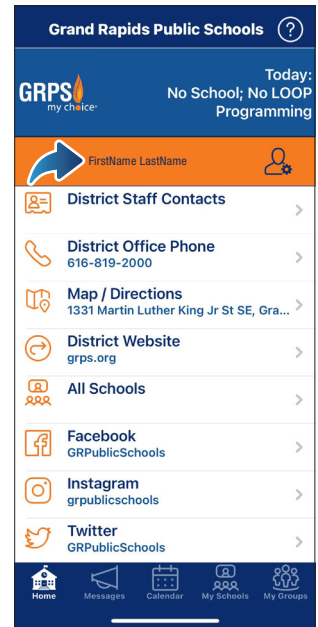 Grand Rapids Public Schools ?
GRPS
my choice
Today:
No School; No LOOP
Programming
FirstName LastName
District Staff Contacts
District Office Phone
616-819-2000
Map / Directions
1331 Martin Luther King Jr St SE, Gra...
District Website
grps.org
All Schools
Facebook
GRPublicSchools
Instagram
grpublicschools
Twitter
GRPublicSchools
Home Messages Calendar My Schools My Groups